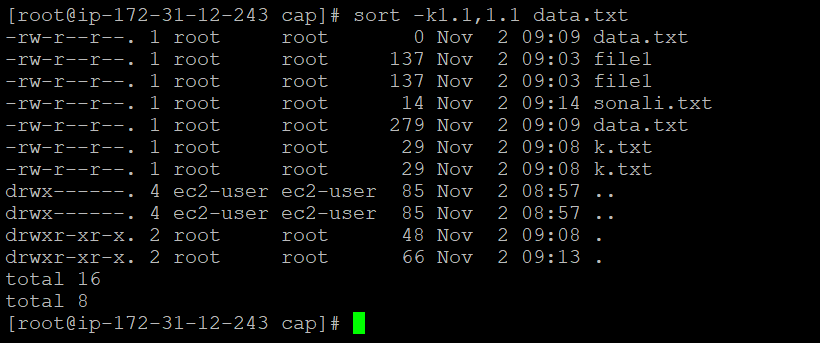 [root@ip-172-31-12-243 cap]# sort -k1.1,1.1 data.txt
-rw-r--r--. 1 root     root       0 Nov  2 09:09 data.txt
-rw-r--r--. 1 root     root     137 Nov  2 09:03 file1
-rw-r--r--. 1 root     root     137 Nov  2 09:03 file1
-rw-r--r--. 1 root     root      14 Nov  2 09:14 sonali.txt
-rw-r--r--. 1 root     root     279 Nov  2 09:09 data.txt
-rw-r--r--. 1 root     root      29 Nov  2 09:08 k.txt
-rw-r--r--. 1 root     root      29 Nov  2 09:08 k.txt
drwx------. 4 ec2-user ec2-user  85 Nov  2 08:57 ..
drwx------. 4 ec2-user ec2-user  85 Nov  2 08:57 ..
drwxr-xr-x. 2 root     root      48 Nov  2 09:08 .
drwxr-xr-x. 2 root     root      66 Nov  2 09:13 .
total 16
total 8
[root@ip-172-31-12-243 cap]#